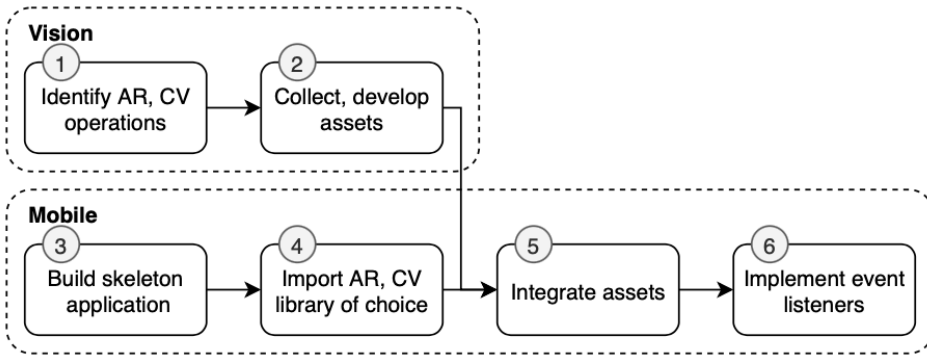 Vision
1
Identify AR, CV
operations
2
Collect, develop
assets
Mobile
3
Build skeleton
application
4
Import AR, CV
library of choice
5
Integrate assets
6
Implement event
listeners